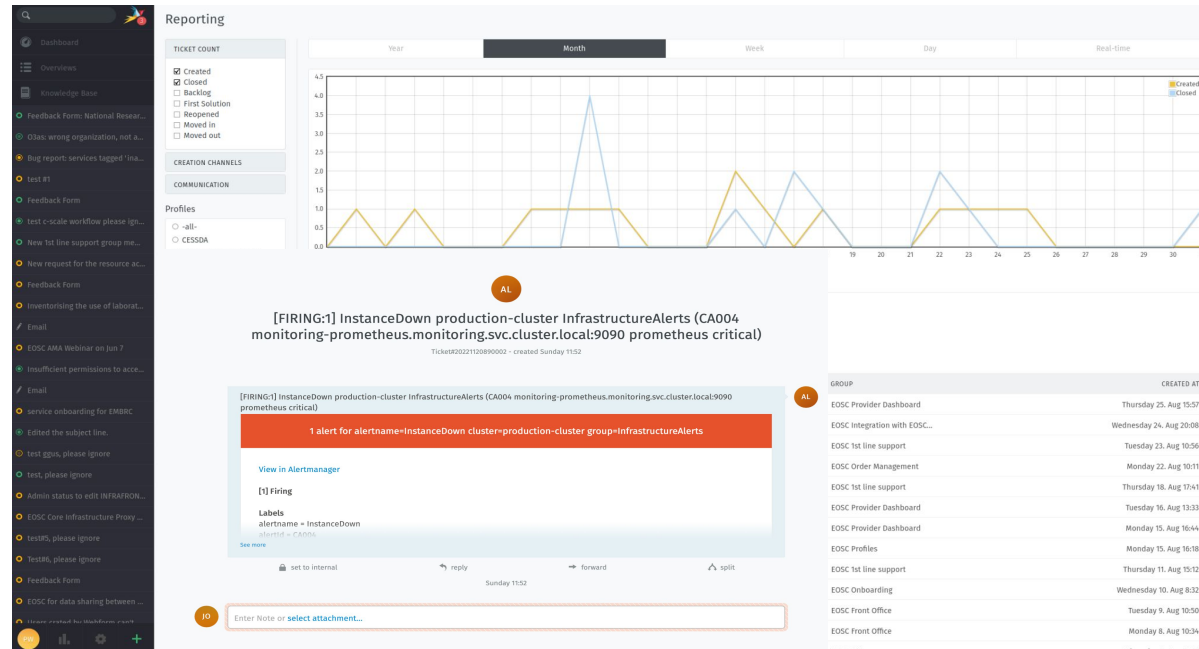 3
Dashboard
Overviews
Knowledge Base
Feedback Form: National Resear...
O3as: wrong organization, not a...
Bug report: services tagged 'ina...
test #1
Feedback Form
test c-scale workflow please ign...
New 1st line support group me...
New request for the resource ac...
Feedback Form
Inventorising the use of laborat...
Email
EOSC AMA Webinar on Jun 7
Insufficient permissions to acce...
Email
service onboarding for EMBRC
Edited the subject line.
test ggus, please ignore
test, please ignore
Admin status to edit INFRAFRON...
EOSC Core Infrastructure Proxy ...
test#5, please ignore
Test#6, please ignore
Feedback Form
EOSC for data sharing between ...
Users crated by Webform can't
Reporting
TICKET COUNT
Created
Closed
Backlog
First Solution
Reopened
Moved in
Moved out
CREATION CHANNELS
COMMUNICATION
Profiles
-all-
CESSDA
Year Month Week Day Real-time
4.5
4.0
3.5
3.0
2.5
2.0
1.5
1.0
0.5
0.0
Created
Closed
19 20 21 22 23 24 25 26 27 28 29 30
AL
[FIRING:1] InstanceDown production-cluster InfrastructureAlerts (CA004
monitoring-prometheus.monitoring.svc.cluster.local:9090 prometheus critical)
Ticket#20221120890002 - created Sunday 11:52
[FIRING:1] InstanceDown production-cluster InfrastructureAlerts (CA004 monitoring-prometheus.monitoring.svc.cluster.local:9090
prometheus critical)
AL
1 alert for alertname=InstanceDown cluster=production-cluster group=InfrastructureAlerts
View in Alertmanager
[1] Firing
Labels
alertname = InstanceDown
alertid = CA004
See more
set to internal reply forward split
Sunday 11:52
JO
Enter Note or select attachment...
GROUP CREATED AT
EOSC Provider Dashboard Thursday 25. Aug 15:57
EOSC Integration with EOSC... Wednesday 24. Aug 20:08
EOSC 1st line support Tuesday 23. Aug 10:56
EOSC Order Management Monday 22. Aug 10:11
EOSC 1st line support Thursday 18. Aug 17:41
EOSC Provider Dashboard Tuesday 16. Aug 13:33
EOSC Provider Dashboard Monday 15. Aug 16:44
EOSC Profiles Monday 15. Aug 16:18
EOSC 1st line support Thursday 11. Aug 15:12
EOSC Onboarding Wednesday 10. Aug 8:32
EOSC Front Office Tuesday 9. Aug 10:50
EOSC Front Office Monday 8. Aug 10:34